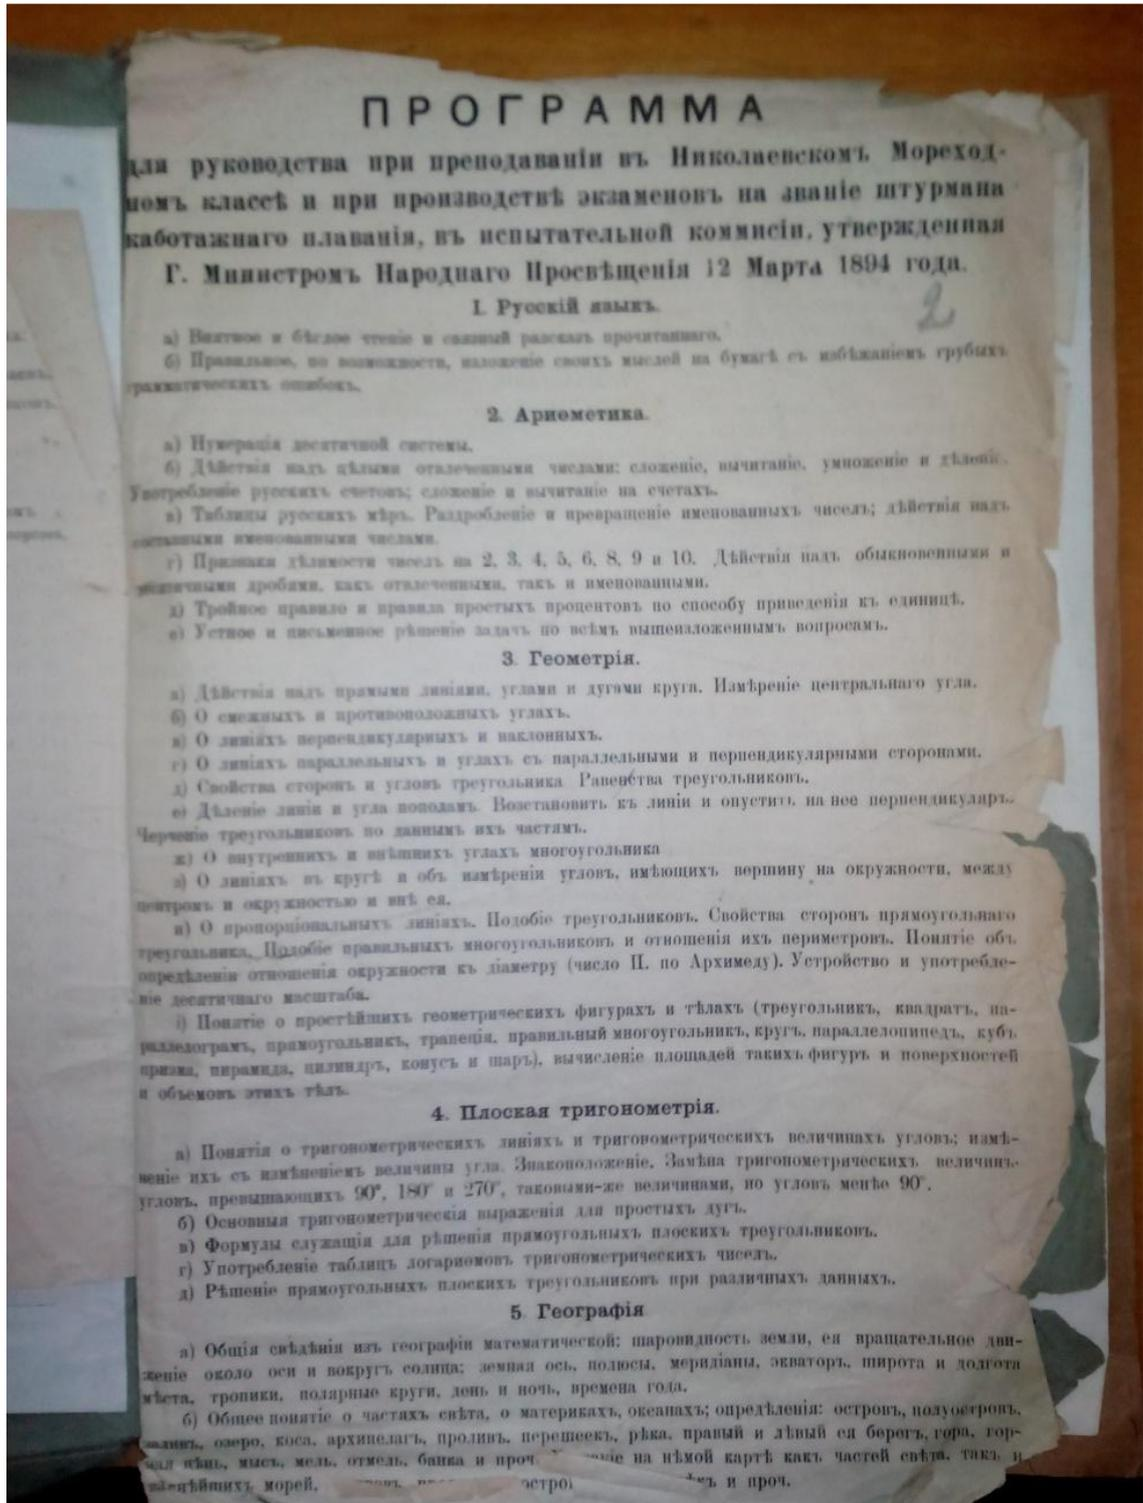 ПРОГРАММА
для руководства при преподаваніи въ Николаевскомъ Мореход-
номъ классѣ и при производствѣ экзаменовъ на званіе штурмана
каботажнаго плаванія, въ испытательной коммисіи, утвержденная
Г. Министромъ Народнаго Просвѣщенія 12 Марта 1894 года.
2
1. Русскій языкъ.
а) Внятное и бѣглое чтеніе и связный разсказъ прочитаннаго.
б) Правильное, по возможности, изложеніе своихъ мыслей на бумагѣ съ избѣжаніемъ грубыхъ
грамматическихъ ошибокъ.
2. Ариѳметика.
а) Нумерація десятичной системы.
б) Дѣйствія надъ цѣлыми отвлеченными числами: сложеніе, вычитаніе, умноженіе и дѣленіе.
Употребленіе русскихъ счетовъ; сложеніе и вычитаніе на счетахъ.
в) Таблицы русскихъ мѣръ. Раздробленіе и превращеніе именованныхъ чиселъ; дѣйствія надъ
составными именованными числами.
г) Признаки дѣлимости чиселъ на 2, 3, 4, 5, 6, 8, 9 и 10. Дѣйствія надъ обыкновенными и
десятичными дробями, какъ отвлеченными, такъ и именованными.
д) Тройное правило и правила простыхъ процентовъ по способу приведенія къ единицѣ.
е) Устное и письменное рѣшеніе задачъ по всѣмъ вышеизложеннымъ вопросамъ.
3. Геометрія.
а) Дѣйствія надъ прямыми линіями, углами и дугами круга. Измѣреніе центральнаго угла.
б) О смежныхъ и противоположныхъ углахъ.
в) О линіяхъ перпендикулярныхъ и наклонныхъ.
г) О линіяхъ параллельныхъ и углахъ съ параллельными и перпендикулярными сторонами.
д) Свойства сторонъ и угловъ треугольника Равенства треугольниковъ.
е) Дѣленіе линіи и угла пополамъ. Возстановить къ линіи и опустить на нее перпендикуляръ.
Черченіе треугольниковъ по даннымъ ихъ частямъ.
ж) О внутреннихъ и внѣшнихъ углахъ многоугольника
з) О линіяхъ въ кругѣ и объ измѣреніи угловъ, имѣющихъ вершину на окружности, между
центромъ и окружностью и внѣ ея.
и) О пропорціональныхъ линіяхъ. Подобіе треугольниковъ. Свойства сторонъ прямоугольнаго
треугольника. Подобіе правильныхъ многоугольниковъ и отношенія ихъ периметровъ. Понятіе объ
опредѣленіи отношенія окружности къ діаметру (число П. по Архимеду). Устройство и употребле-
ніе десятичнаго масштаба.
і) Понятіе о простѣйшихъ геометрическихъ фигурахъ и тѣлахъ (треугольникъ, квадратъ, па-
раллелограмъ, прямоугольникъ, трапеція, правильный многоугольникъ, кругъ, параллелопипедъ, кубъ
призма, пирамида, цилиндръ, конусъ и шаръ), вычисленіе площадей такихъ фигуръ и поверхностей
и объемовъ этихъ тѣлъ.
4. Плоская тригонометрія.
а) Понятія о тригонометрическихъ линіяхъ и тригонометрическихъ величинахъ угловъ; измѣ-
неніе ихъ съ измѣненіемъ величины угла. Знакоположеніе. Замѣна тригонометрическихъ величинъ
угловъ, превышающихъ 90°, 180° и 270°, таковыми-же величинами, но угловъ менѣе 90°.
б) Основныя тригонометрическія выраженія для простыхъ дугъ.
в) Формулы служащія для рѣшенія прямоугольныхъ плоскихъ треугольниковъ.
г) Употребленіе таблицъ логариѳмовъ тригонометрическихъ чиселъ.
д) Рѣшеніе прямоугольныхъ плоскихъ треугольниковъ при различныхъ данныхъ.
5 Географія
а) Общія свѣдѣнія изъ географіи математической: шаровидность земли, ея вращательное дви-
женіе около оси и вокругъ солнца; земная ось, полюсы, меридіаны, экваторъ, широта и долгота
мѣста, тропики, полярные круги, день и ночь, времена года.
б) Общее понятіе о частяхъ свѣта, о материкахъ, океанахъ; опредѣленія: островъ, полуостровъ,
заливъ, озеро, коса, архипелагъ, проливъ, перешеекъ, рѣка, правый и лѣвый ея берегъ, гора, гор-
ная цѣпь, мысъ, мель, отмель, банка и проч. на нѣмой картѣ какъ частей свѣта, такъ и
морей, и проч.